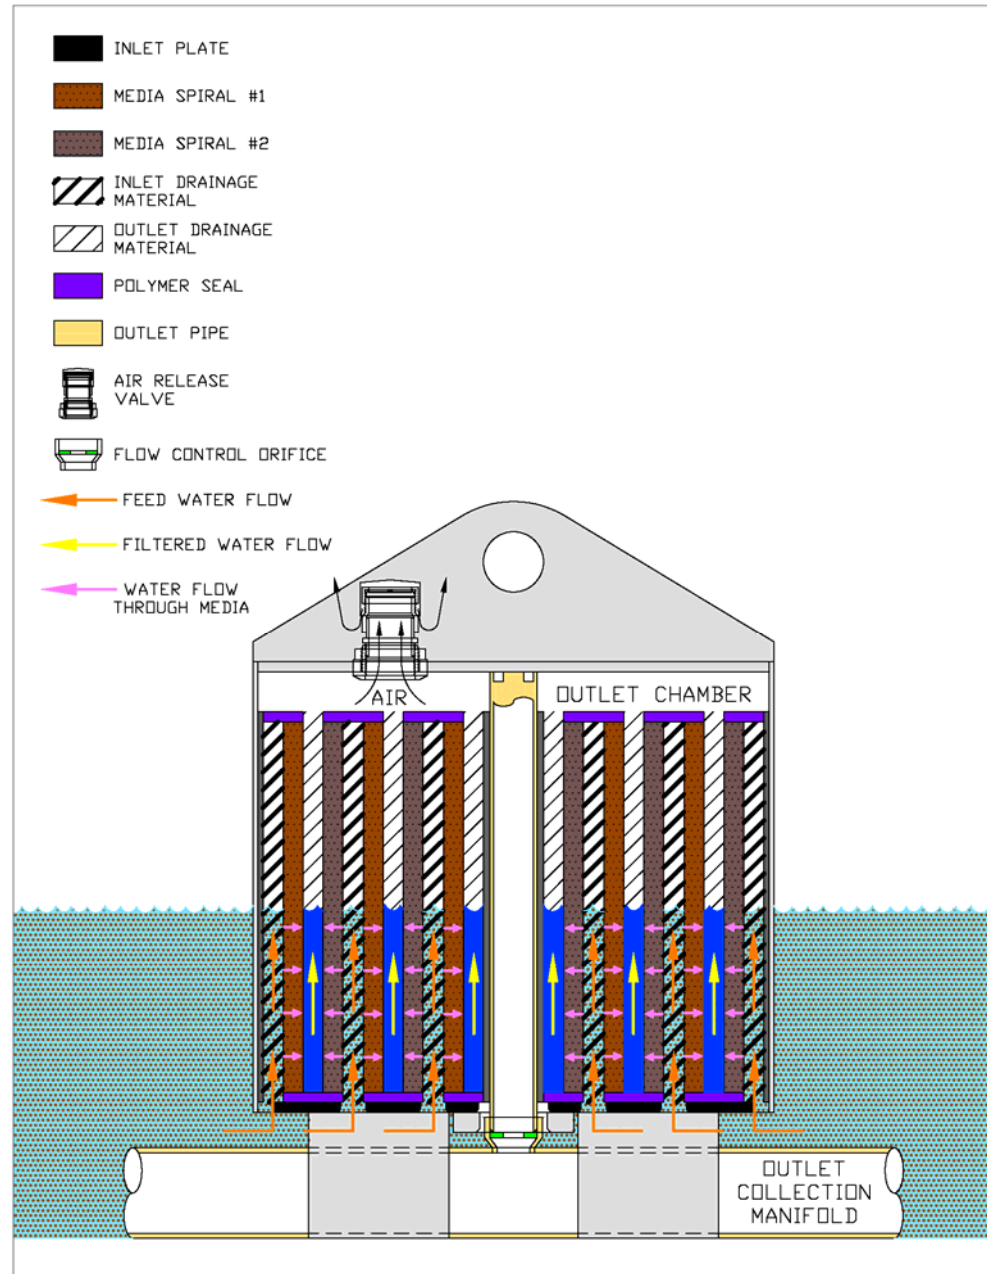 INLET PLATE
MEDIA SPIRAL #1
MEDIA SPIRAL #2
INLET DRAINAGE
MATERIAL
OUTLET DRAINAGE
MATERIAL
POLYMER SEAL
OUTLET PIPE
AIR RELEASE
VALVE
FLOW CONTROL ORIFICE
FEED WATER FLOW
FILTERED WATER FLOW
WATER FLOW
THROUGH MEDIA
AIR
OUTLET CHAMBER
OUTLET
COLLECTION
MANIFOLD